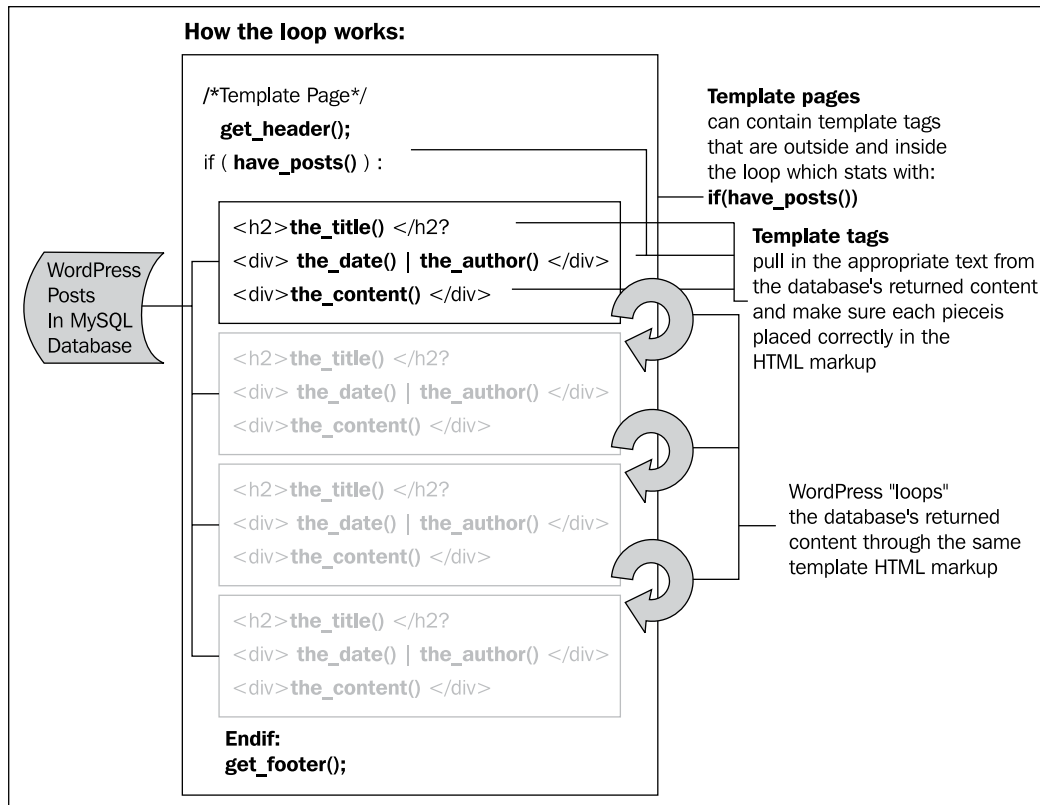 How the loop works:
/*Template Page*/
get_header();
if ( have_posts() ) :
<h2>the_title() </h2?
<div> the_date() | the_author() </div>
<div>the_content() </div>
<h2>the_title() </h2?
<div> the_date() | the_author() </div>
<div>the_content() </div>
<h2>the_title() </h2?
<div> the_date() | the_author() </div>
<div>the_content() </div>
<h2>the_title() </h2?
<div> the_date() | the_author() </div>
<div>the_content() </div>
Endif:
get_footer();
WordPress
Posts
In MySQL
Database
Template pages
can contain template tags
that are outside and inside
the loop which stats with:
if(have_posts())
Template tags
pull in the appropriate text from
the database's returned content
and make sure each pieceis
placed correctly in the
HTML markup
WordPress "loops"
the database's returned
content through the same
template HTML markup